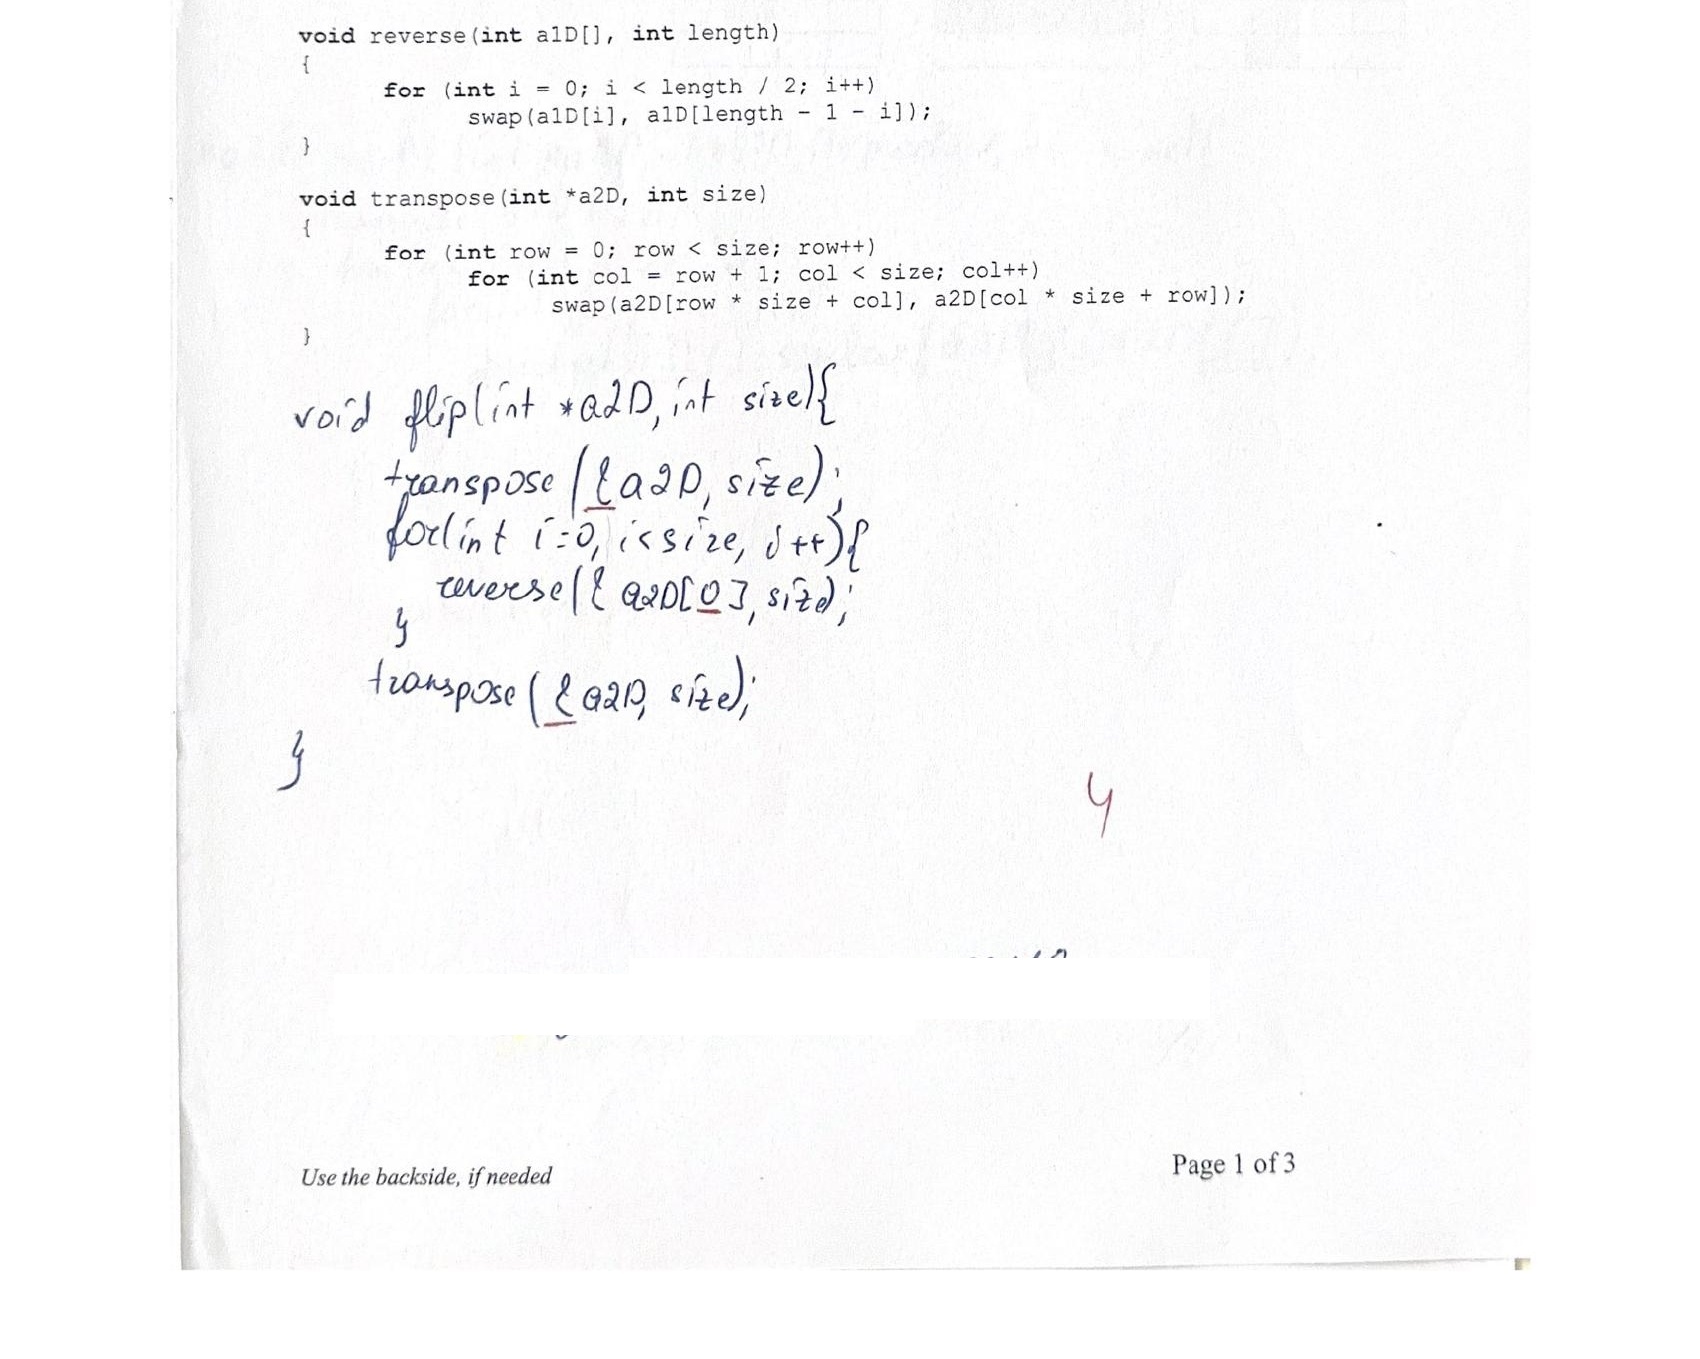 void reverse(int a1D[], int length)
{
for (int i = 0; i < length / 2; i++)
swap(a1D[i], a1D[length - 1 - i]);
}
void transpose(int *a2D, int size)
{
for (int row = 0; row < size; row++)
for (int col = row + 1; col < size; col++)
swap(a2D[row * size + col], a2D[col * size + row]);
}
void flip(int *a2D, int size){
transpose(&a2D, size);
for(int i=0, i<size, i++){
reverse(& a2D[0], size);
}
transpose(& a2D, size);
}
4
Use the backside, if needed
Page 1 of 3